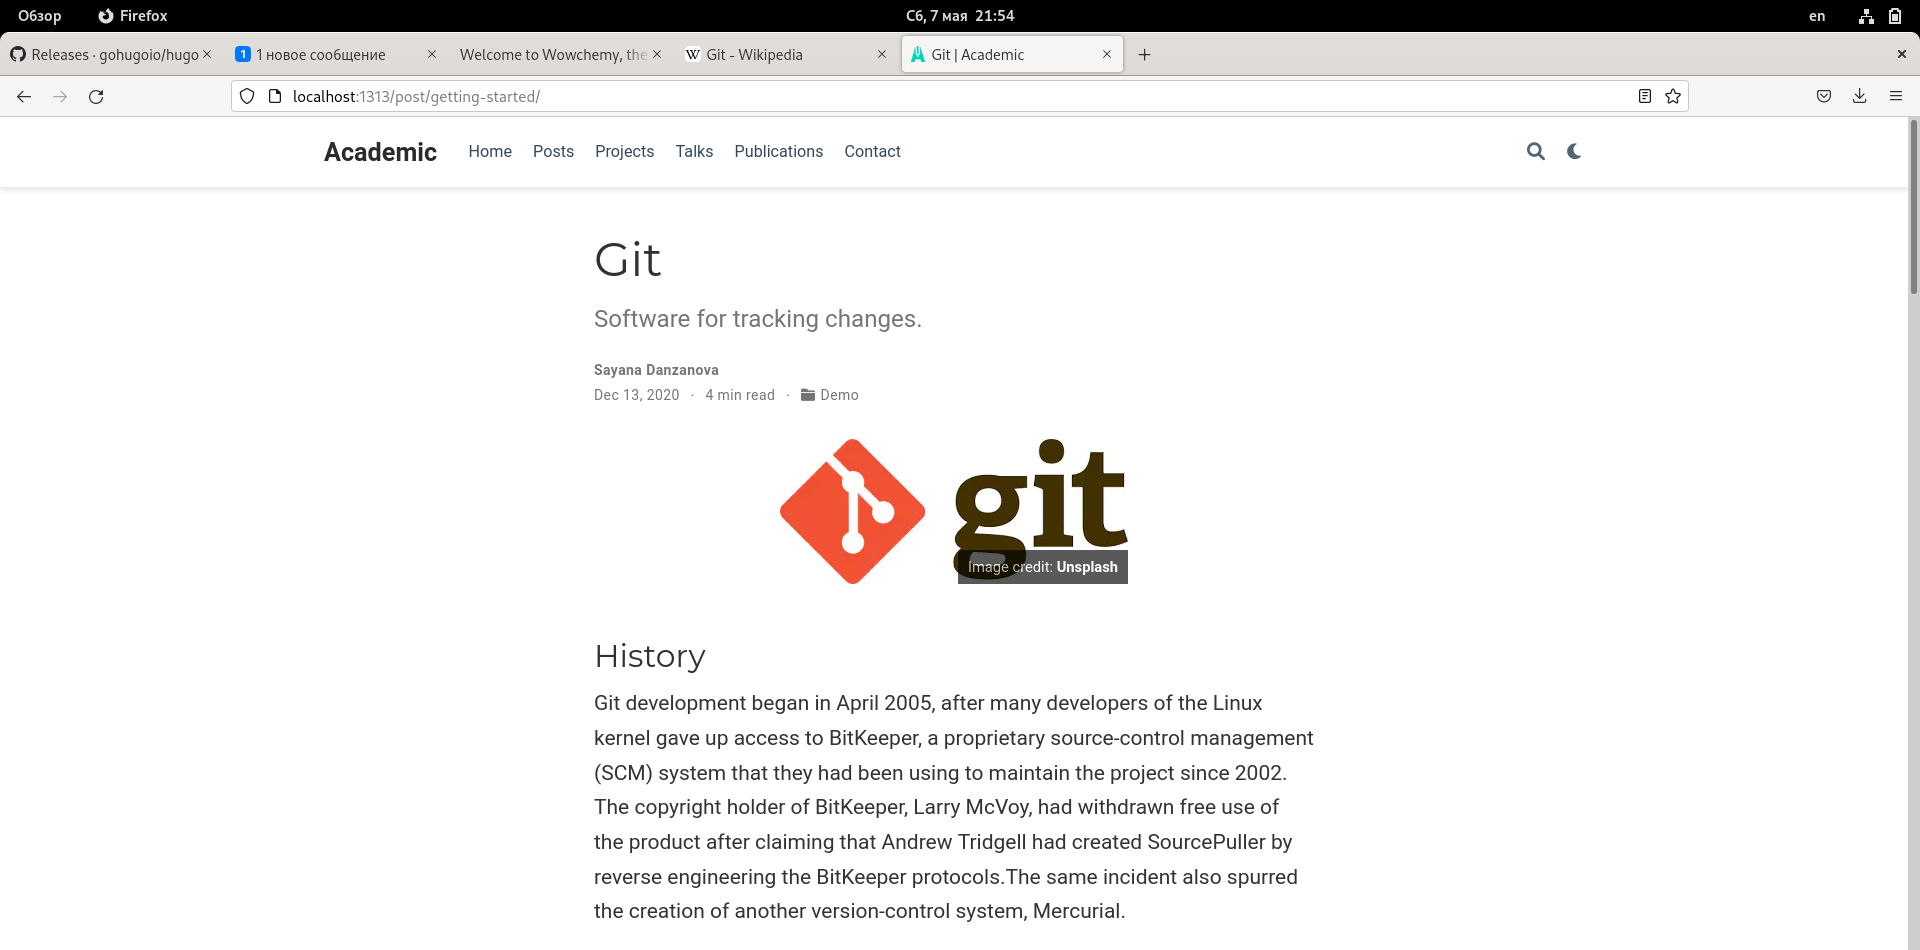 Обзор Firefox Сб, 7 мая 21:54 en
Releases · gohugoio/hugo 1 1 новое сообщение Welcome to Wowchemy, the W Git - Wikipedia Git | Academic
localhost:1313/post/getting-started/
Academic Home Posts Projects Talks Publications Contact
Git
Software for tracking changes.
Sayana Danzanova
Dec 13, 2020 · 4 min read · Demo
git
Image credit: Unsplash
History
Git development began in April 2005, after many developers of the Linux
kernel gave up access to BitKeeper, a proprietary source-control management
(SCM) system that they had been using to maintain the project since 2002.
The copyright holder of BitKeeper, Larry McVoy, had withdrawn free use of
the product after claiming that Andrew Tridgell had created SourcePuller by
reverse engineering the BitKeeper protocols.The same incident also spurred
the creation of another version-control system, Mercurial.